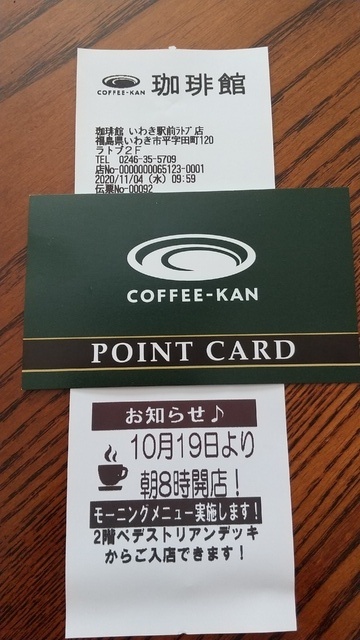 COFFEE-KAN 珈琲館
珈琲館 いわき駅前ﾗﾄﾌﾞ店
福島県いわき市平字田町120
ラトブ2F
TEL 0246-35-5709
店No-0000000065123-0001
2020/11/04 (水) 09:59
伝票No-00092
COFFEE-KAN
POINT CARD
お知らせ♪
10月19日より
朝8時開店！
モーニングメニュー実施します！
2階ペデストリアンデッキ
からご入店できます！